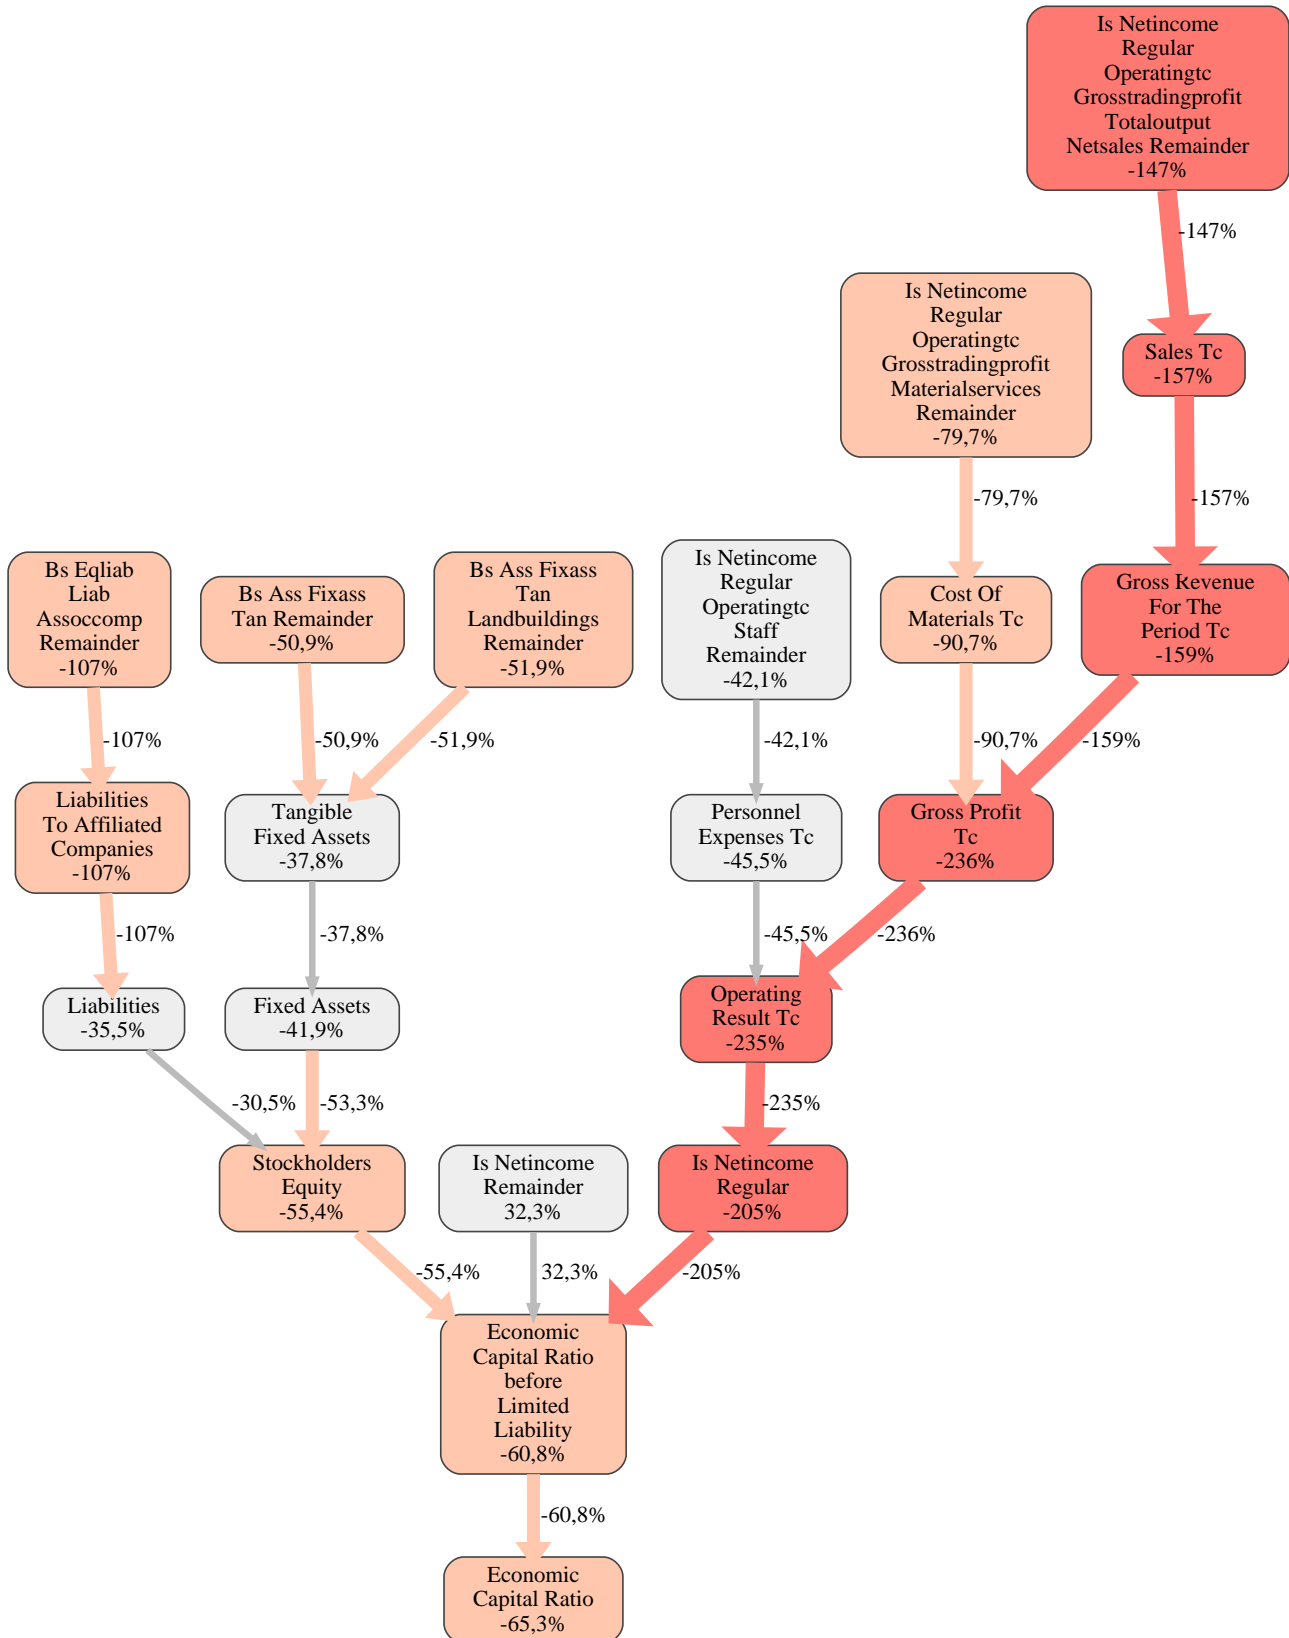 Is Netincome
Regular
Operatingtc
Grosstradingprofit
Totaloutput
Netsales Remainder
-147%
-147%
Is Netincome
Regular
Operatingtc
Grosstradingprofit
Materialservices
Remainder
-79,7%
Sales Tc
-157%
-79,7%
-157%
Bs Eqliab
Liab
Assoccomp
Remainder
-107%
Bs Ass Fixass
Tan Remainder
-50,9%
Bs Ass Fixass
Tan
Landbuildings
Remainder
-51,9%
Is Netincome
Regular
Operatingtc
Staff
Remainder
-42,1%
Cost Of
Materials Tc
-90,7%
Gross Revenue
For The
Period Tc
-159%
-107%
-50,9%
-51,9%
-42,1%
-90,7%
-159%
Liabilities
To Affiliated
Companies
-107%
Tangible
Fixed Assets
-37,8%
Personnel
Expenses Tc
-45,5%
Gross Profit
Tc
-236%
-107%
-37,8%
-45,5%
-236%
Liabilities
-35,5%
Fixed Assets
-41,9%
Operating
Result Tc
-235%
-30,5%
-53,3%
-235%
Stockholders
Equity
-55,4%
Is Netincome
Remainder
32,3%
Is Netincome
Regular
-205%
-55,4%
32,3%
-205%
Economic
Capital Ratio
before
Limited
Liability
-60,8%
-60,8%
Economic
Capital Ratio
-65,3%